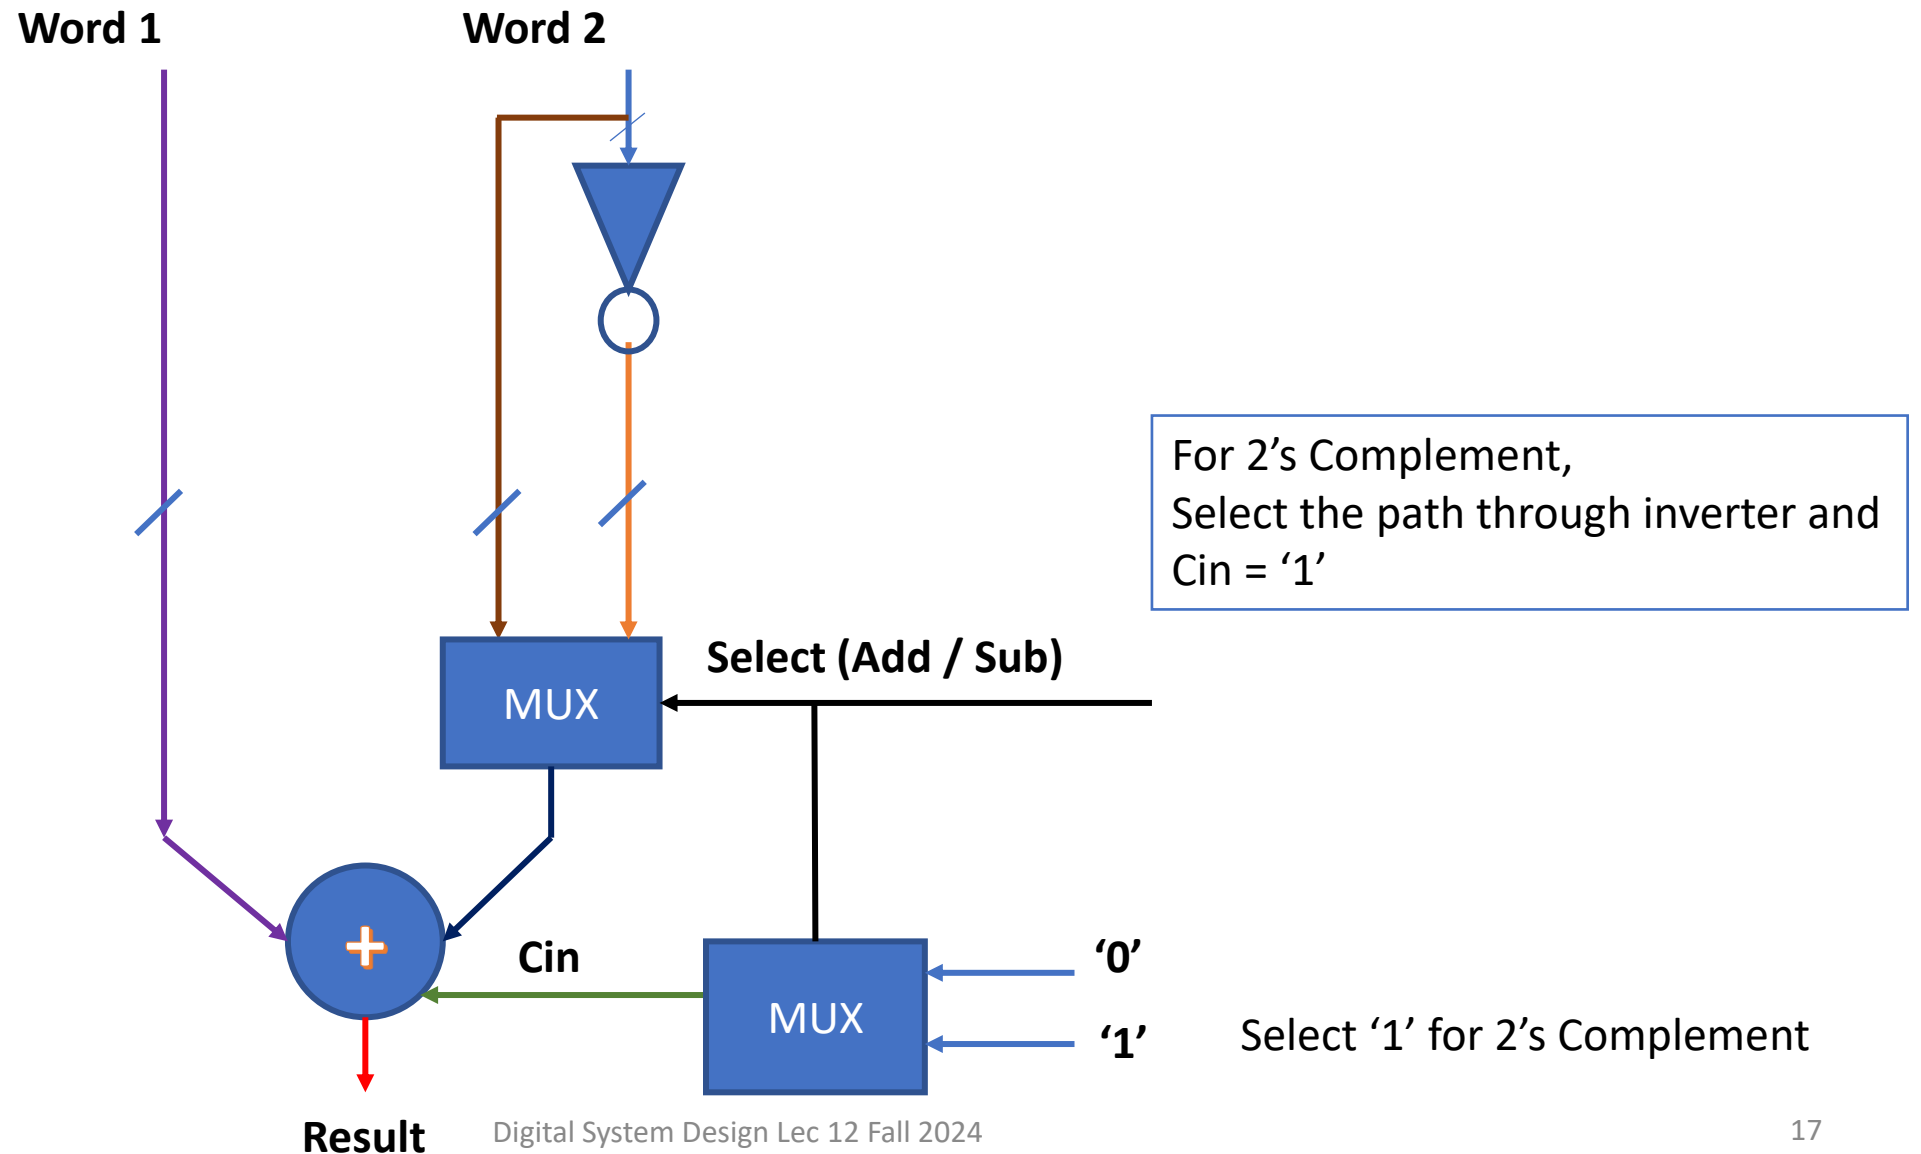 Word 1
Word 2
For 2’s Complement,
Select the path through inverter and
Cin = ‘1’
Select (Add / Sub)
MUX
+
Cin
MUX
‘0’
‘1’
Select ‘1’ for 2’s Complement
Result
Digital System Design Lec 12 Fall 2024
17